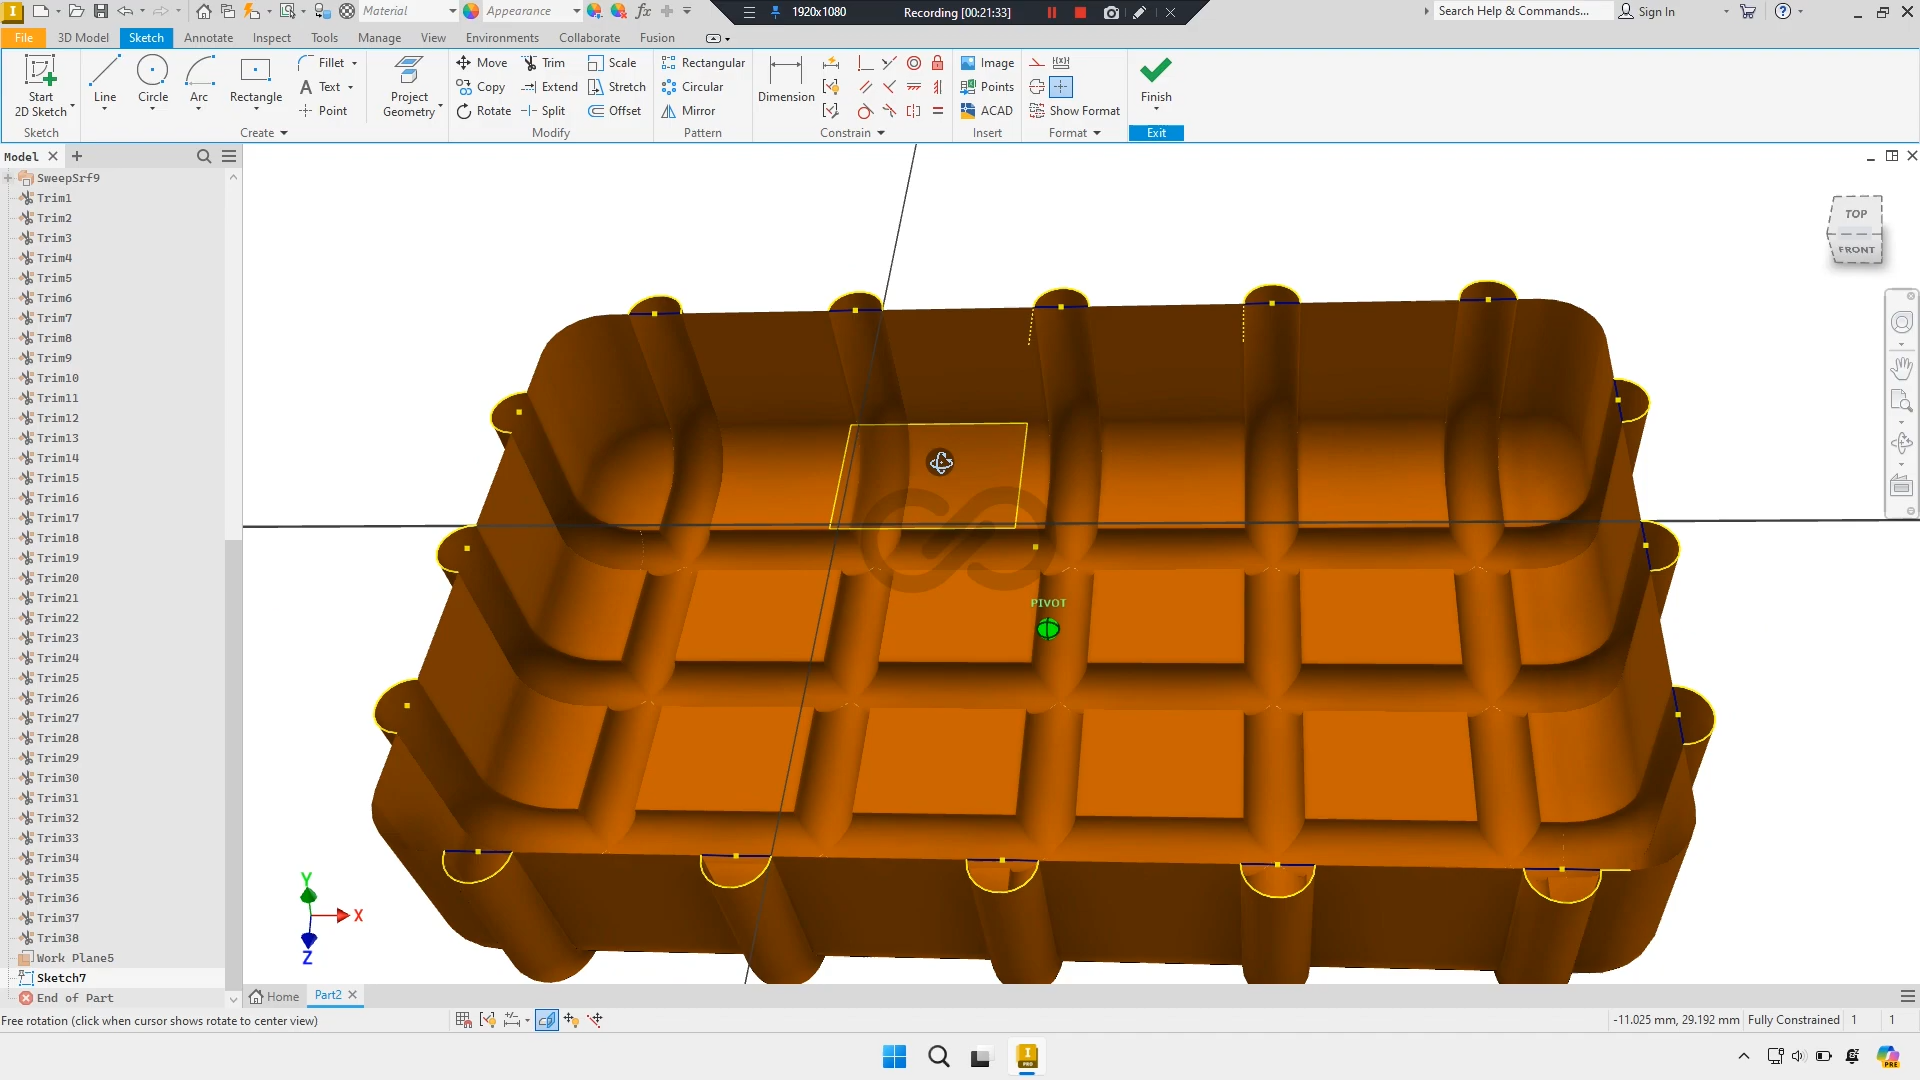 Material
Appearance
1920x1080
Recording [00:21:33]
Search Help & Commands...
Sign In
File
3D Model
Sketch
Annotate
Inspect
Tools
Manage
View
Environments
Collaborate
Fusion
Start
2D Sketch
Line
Circle
Arc
Rectangle
Fillet
Text
Point
Project
Geometry
Move
Copy
Rotate
Trim
Extend
Split
Scale
Stretch
Offset
Rectangular
Circular
Mirror
Dimension
Image
Points
ACAD
Show Format
Finish
Sketch
Create
Modify
Pattern
Constrain
Insert
Format
Exit
Model
SweepSrf9
Trim1
Trim2
Trim3
Trim4
Trim5
Trim6
Trim7
Trim8
Trim9
Trim10
Trim11
Trim12
Trim13
Trim14
Trim15
Trim16
Trim17
Trim18
Trim19
Trim20
Trim21
Trim22
Trim23
Trim24
Trim25
Trim26
Trim27
Trim28
Trim29
Trim30
Trim31
Trim32
Trim33
Trim34
Trim35
Trim36
Trim37
Trim38
Work Plane5
Sketch7
End of Part
TOP
FRONT
PIVOT
Y
X
Z
Home
Part2
Free rotation (click when cursor shows rotate to center view)
-11.025 mm, 29.192 mm
Fully Constrained
1
1